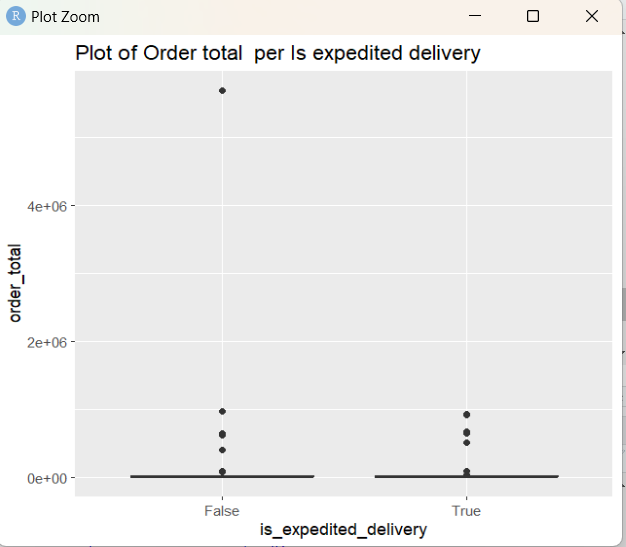 R Plot Zoom
Plot of Order total  per Is expedited delivery
order_total
4e+06
2e+06
0e+00
False True
is_expedited_delivery